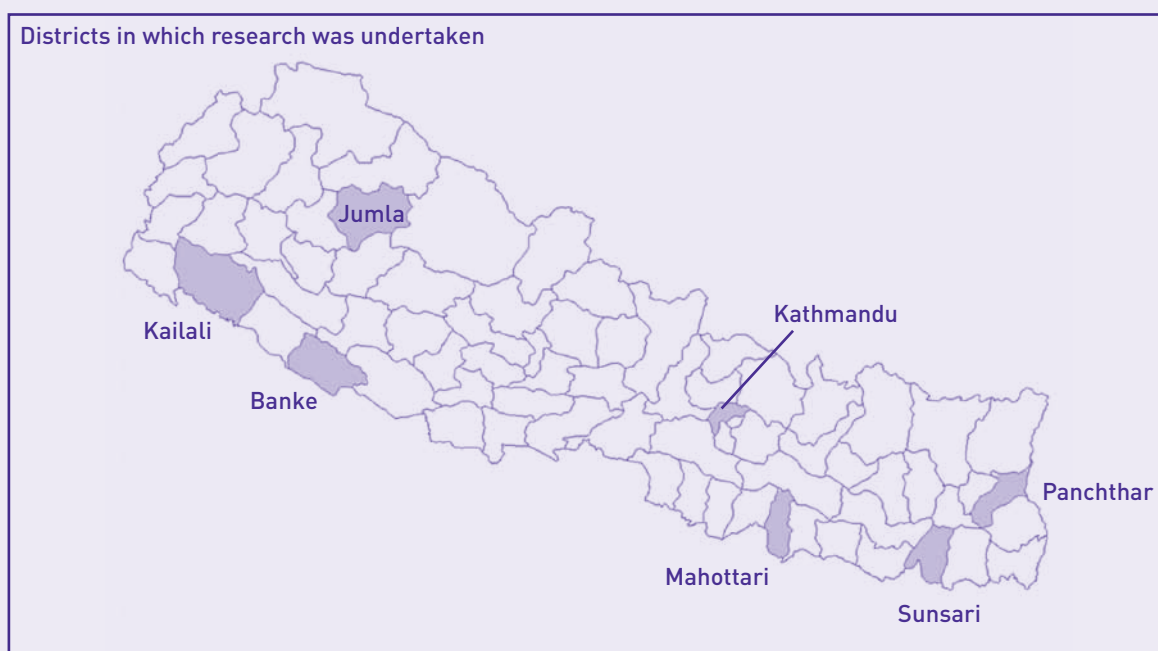 Districts in which research was undertaken
Jumla
Kathmandu
Kailali
Banke
Panchthar
Mahottari
Sunsari